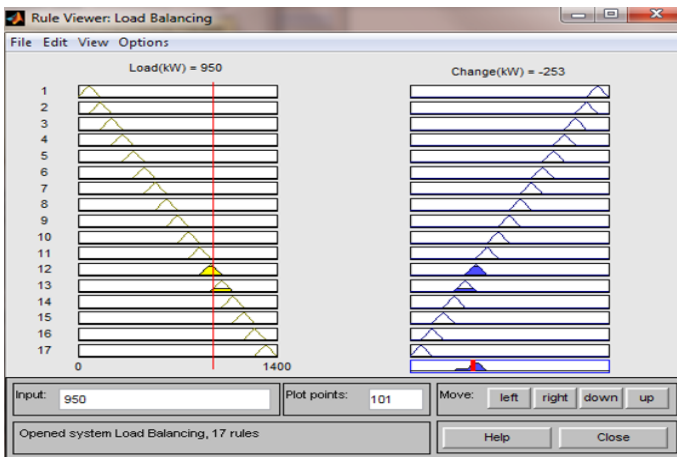 Rule Viewer: Load Balancing
File Edit View Options
Load(kW) = 950
Change(kW) = -253
1
2
3
4
5
6
7
8
9
10
11
12
13
14
15
16
17
0 1400
Input: 950
Plot points: 101
Move: left right down up
Opened system Load Balancing, 17 rules
Help Close